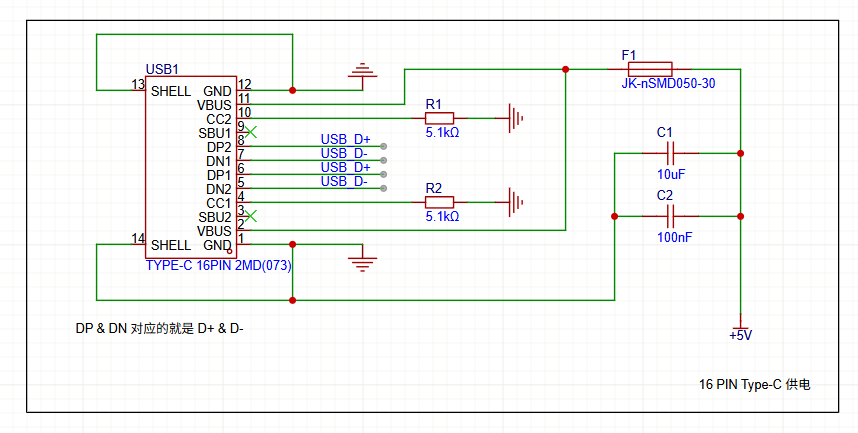 USB1
F1
JK-nSMD050-30
13 SHELL GND 12
VBUS 11
CC2 10
R1
5.1kΩ
SBU1 9
DP2 8 USB_D+
DN1 7 USB_D-
DP1 6 USB_D+
DN2 5 USB_D-
CC1 4
R2
5.1kΩ
SBU2 3
VBUS 2
14 SHELL GND 1
TYPE-C 16PIN 2MD(073)
C1
10uF
C2
100nF
+5V
DP & DN 对应的就是 D+ & D-
16 PIN Type-C 供电